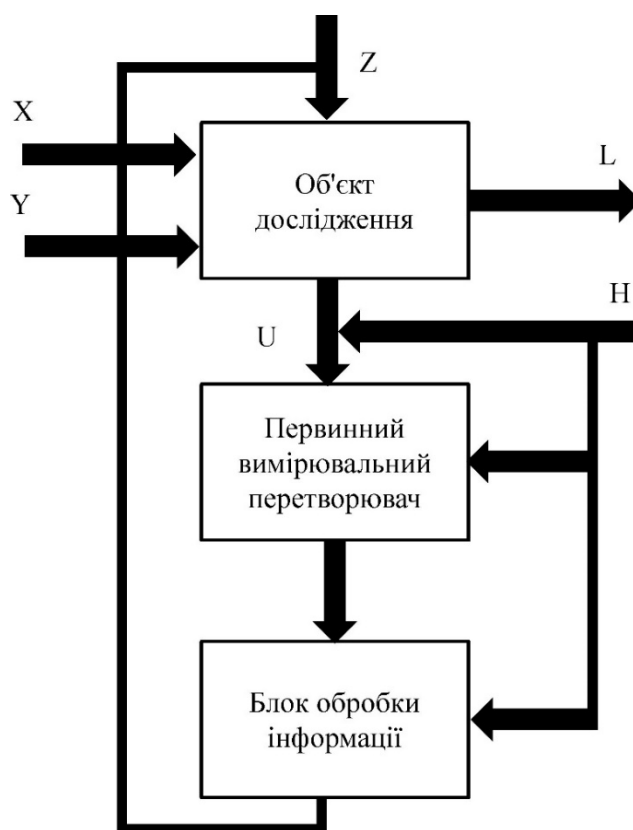 Z
X
L
Об'єкт
дослідження
Y
H
U
Первинний
вимірювальний
перетворювач
Блок обробки
інформації